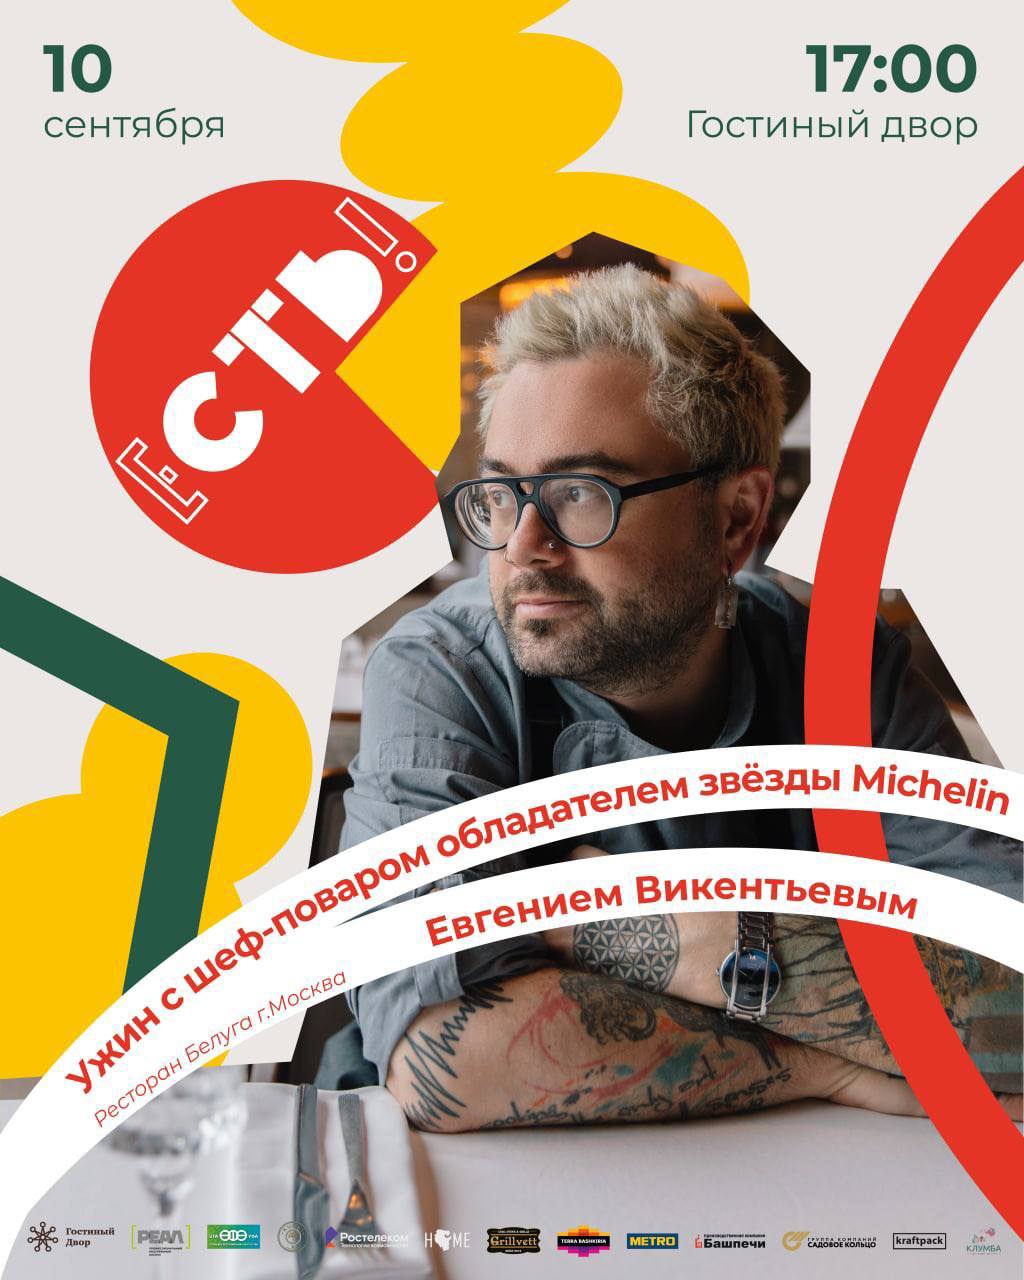 10
сентября
17:00
Гостиный двор
[Е]СТЬ!
Ужин с шеф-поваром обладателем звёзды Michelin
Евгением Викентьевым
Ресторан Белуга г.Москва
Гостиный
Двор
РЕАЛ
Ростелеком
HOME
Grillvett
TERRA BASHKIRIA
METRO
Башпечи
ГРУППА КОМПАНИЙ
САДОВОЕ КОЛЬЦО
kraftpack
КЛУМБА